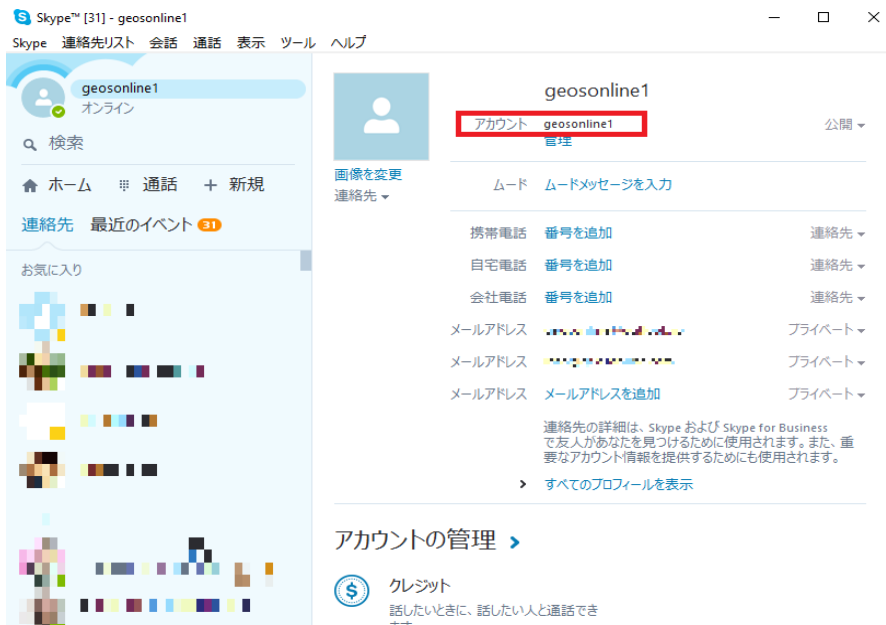 Skype™ [31] - geosonline1
Skype 連絡先リスト 会話 通話 表示 ツール ヘルプ
geosonline1
オンライン
検索
ホーム 通話 新規
連絡先 最近のイベント 31
お気に入り
geosonline1
アカウント geosonline1 公開
管理
画像を変更
連絡先
ムード ムードメッセージを入力
携帯電話 番号を追加 連絡先
自宅電話 番号を追加 連絡先
会社電話 番号を追加 連絡先
メールアドレス プライベート
メールアドレス プライベート
メールアドレス メールアドレスを追加 プライベート
連絡先の詳細は、Skype および Skype for Business
で友人があなたを見つけるために使用されます。また、重
要なアカウント情報を提供するためにも使用されます。
すべてのプロフィールを表示
アカウントの管理
クレジット
話したいときに、話したい人と通話でき